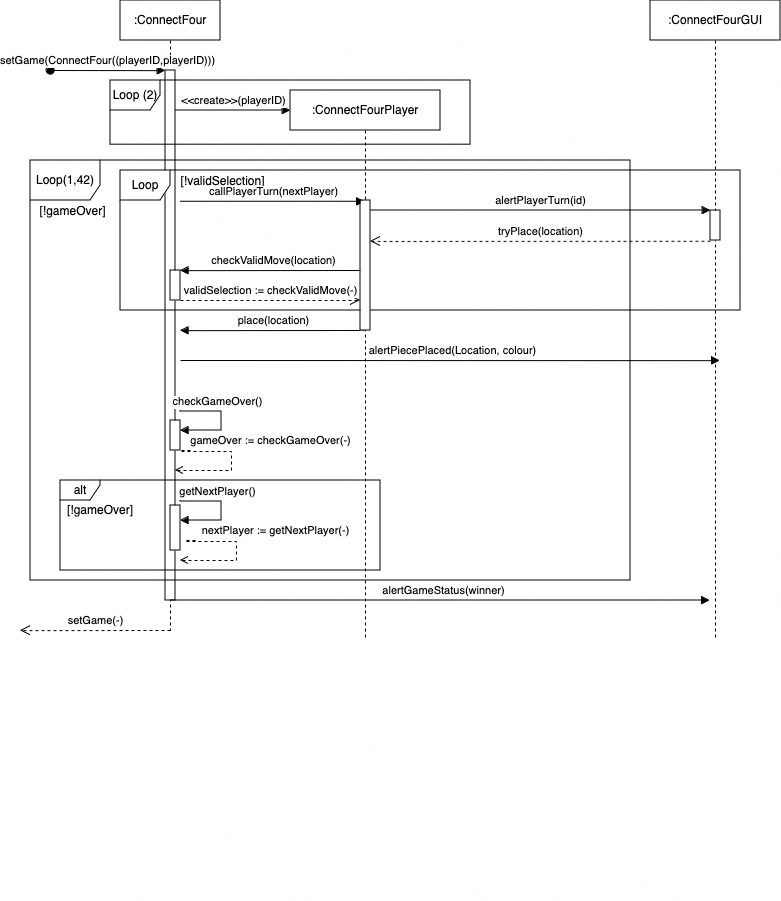 :ConnectFour
:ConnectFourGUI
setGame(ConnectFour((playerID,playerID)))
Loop (2)
<<create>>(playerID)
:ConnectFourPlayer
Loop(1,42)
[!gameOver]
Loop
[!validSelection]
callPlayerTurn(nextPlayer)
alertPlayerTurn(id)
tryPlace(location)
checkValidMove(location)
validSelection := checkValidMove(-)
place(location)
alertPiecePlaced(Location, colour)
checkGameOver()
gameOver := checkGameOver(-)
alt
[!gameOver]
getNextPlayer()
nextPlayer := getNextPlayer(-)
alertGameStatus(winner)
setGame(-)